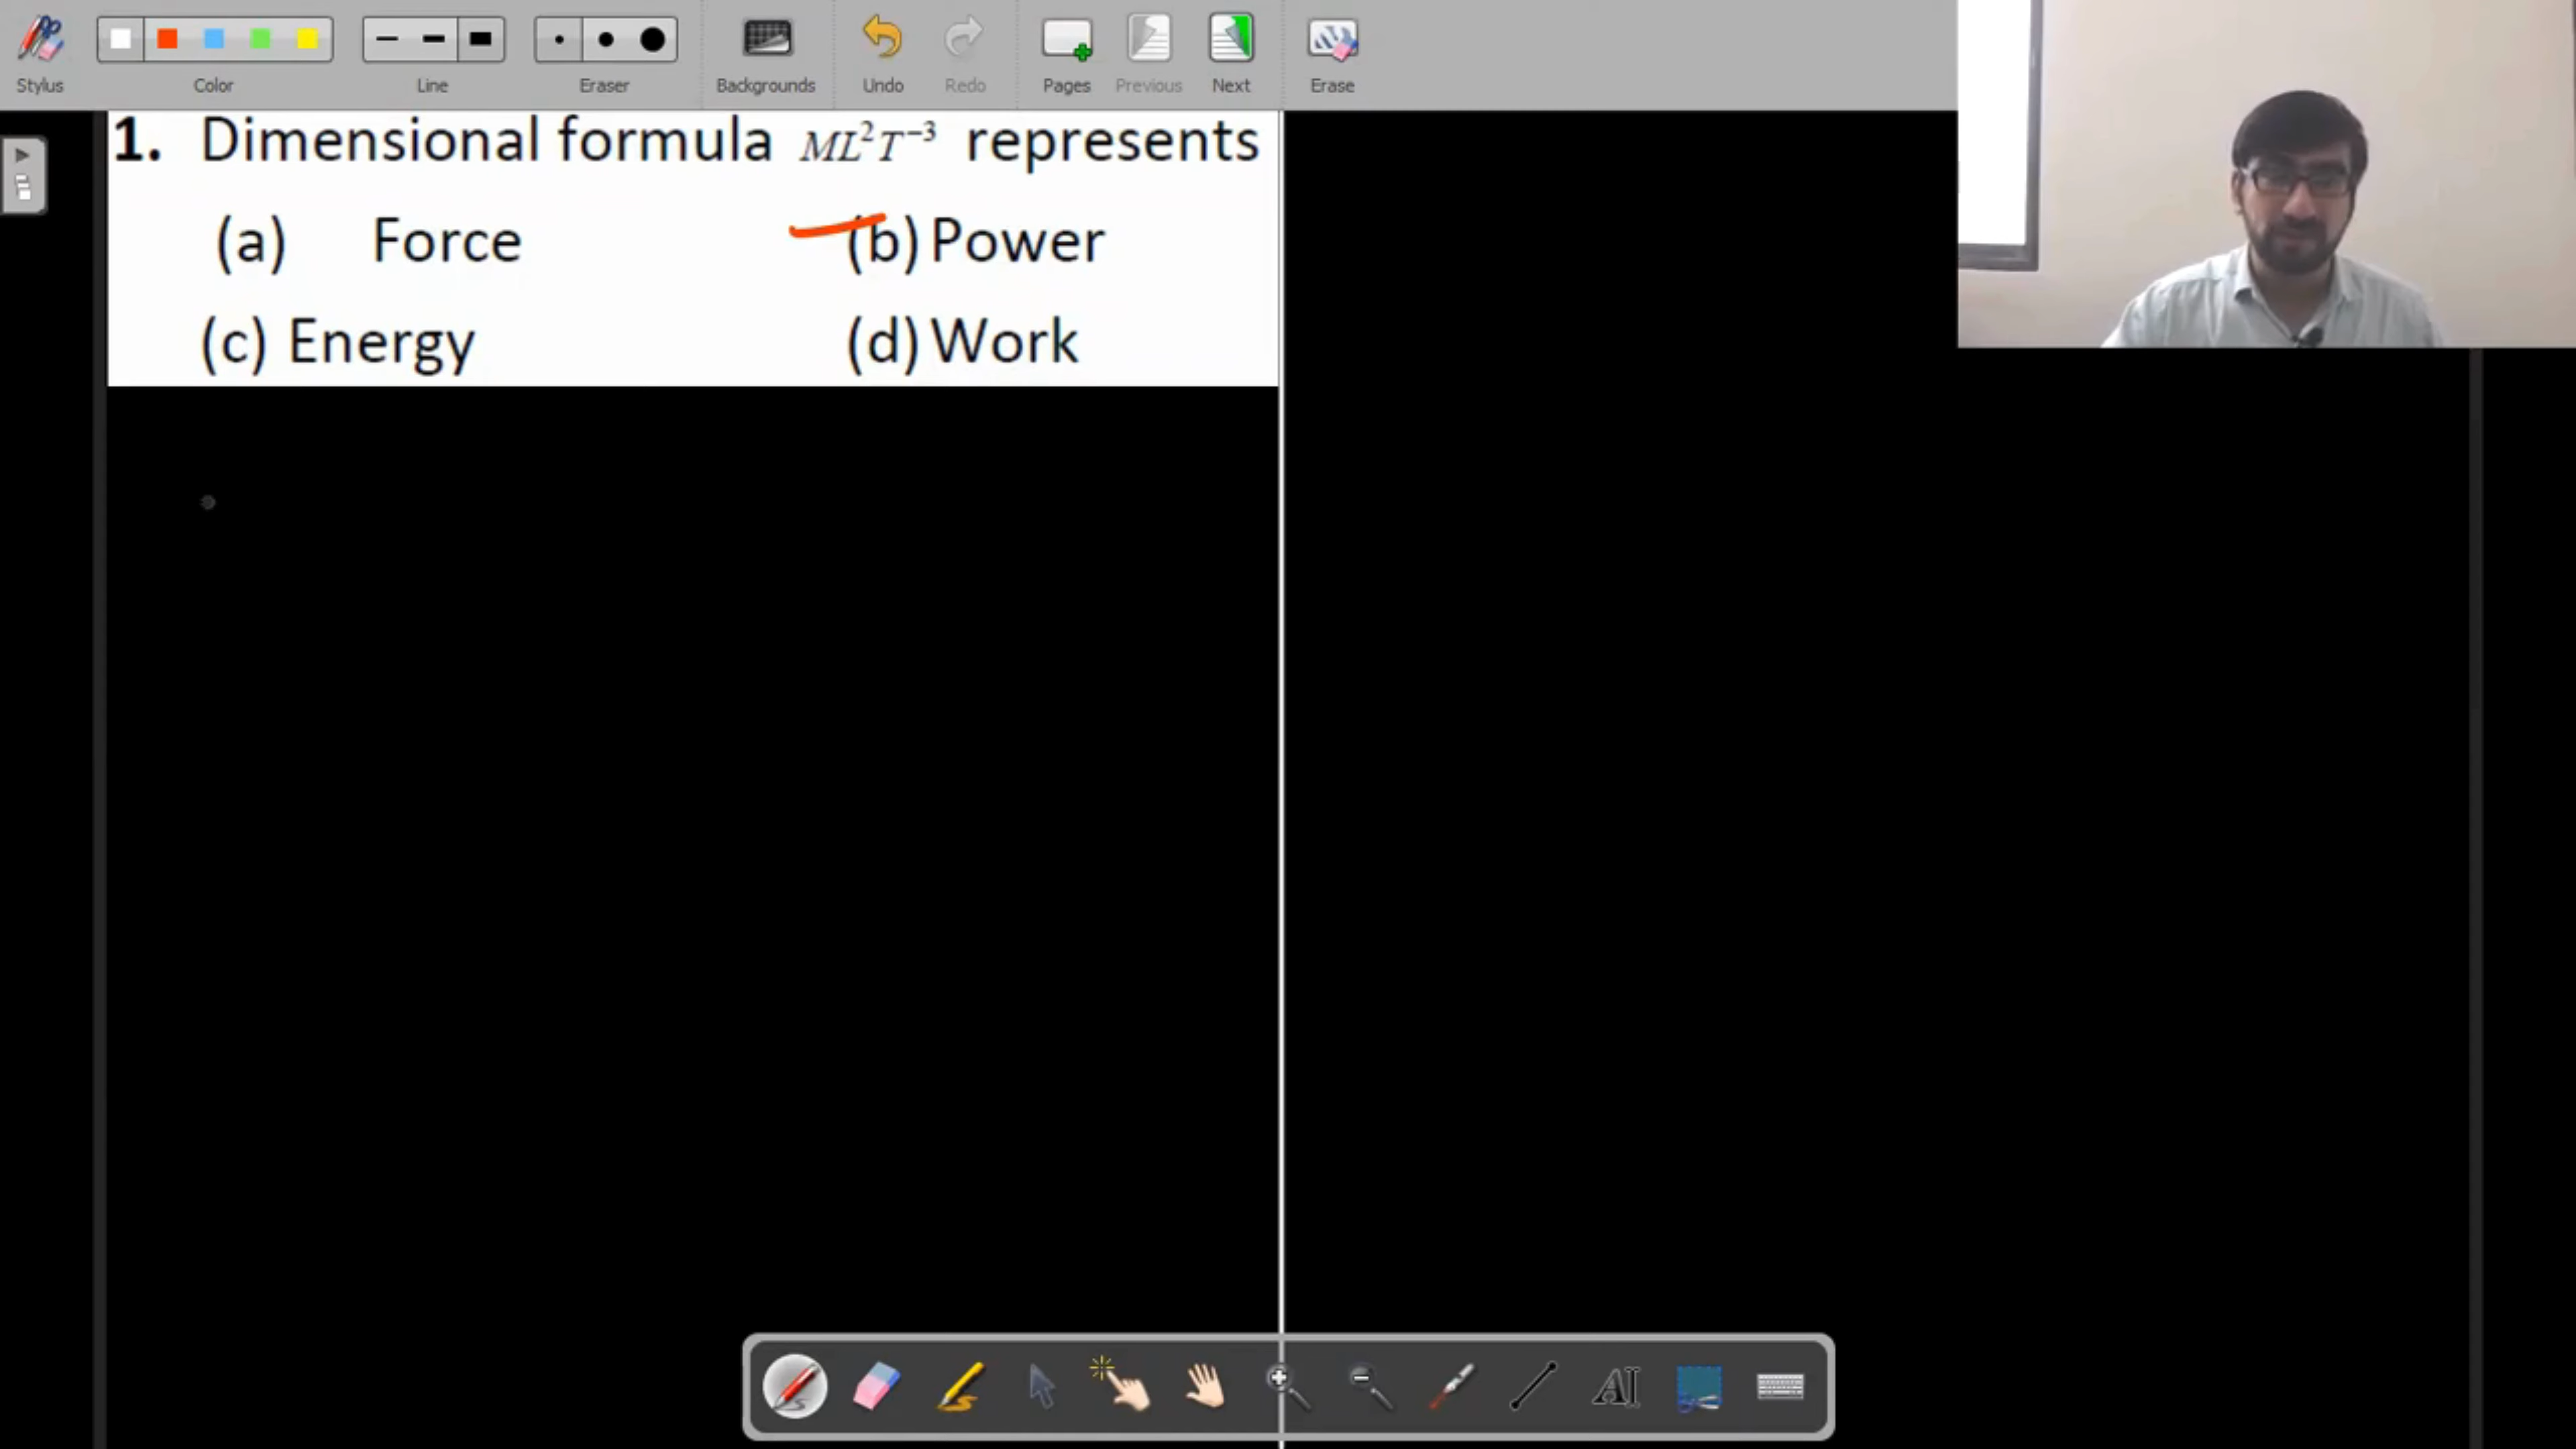 Stylus Color Line Eraser Backgrounds Undo Redo Pages Previous Next Erase
1. Dimensional formula ML²T⁻³ represents
(a) Force (b) Power
(c) Energy (d) Work
AI